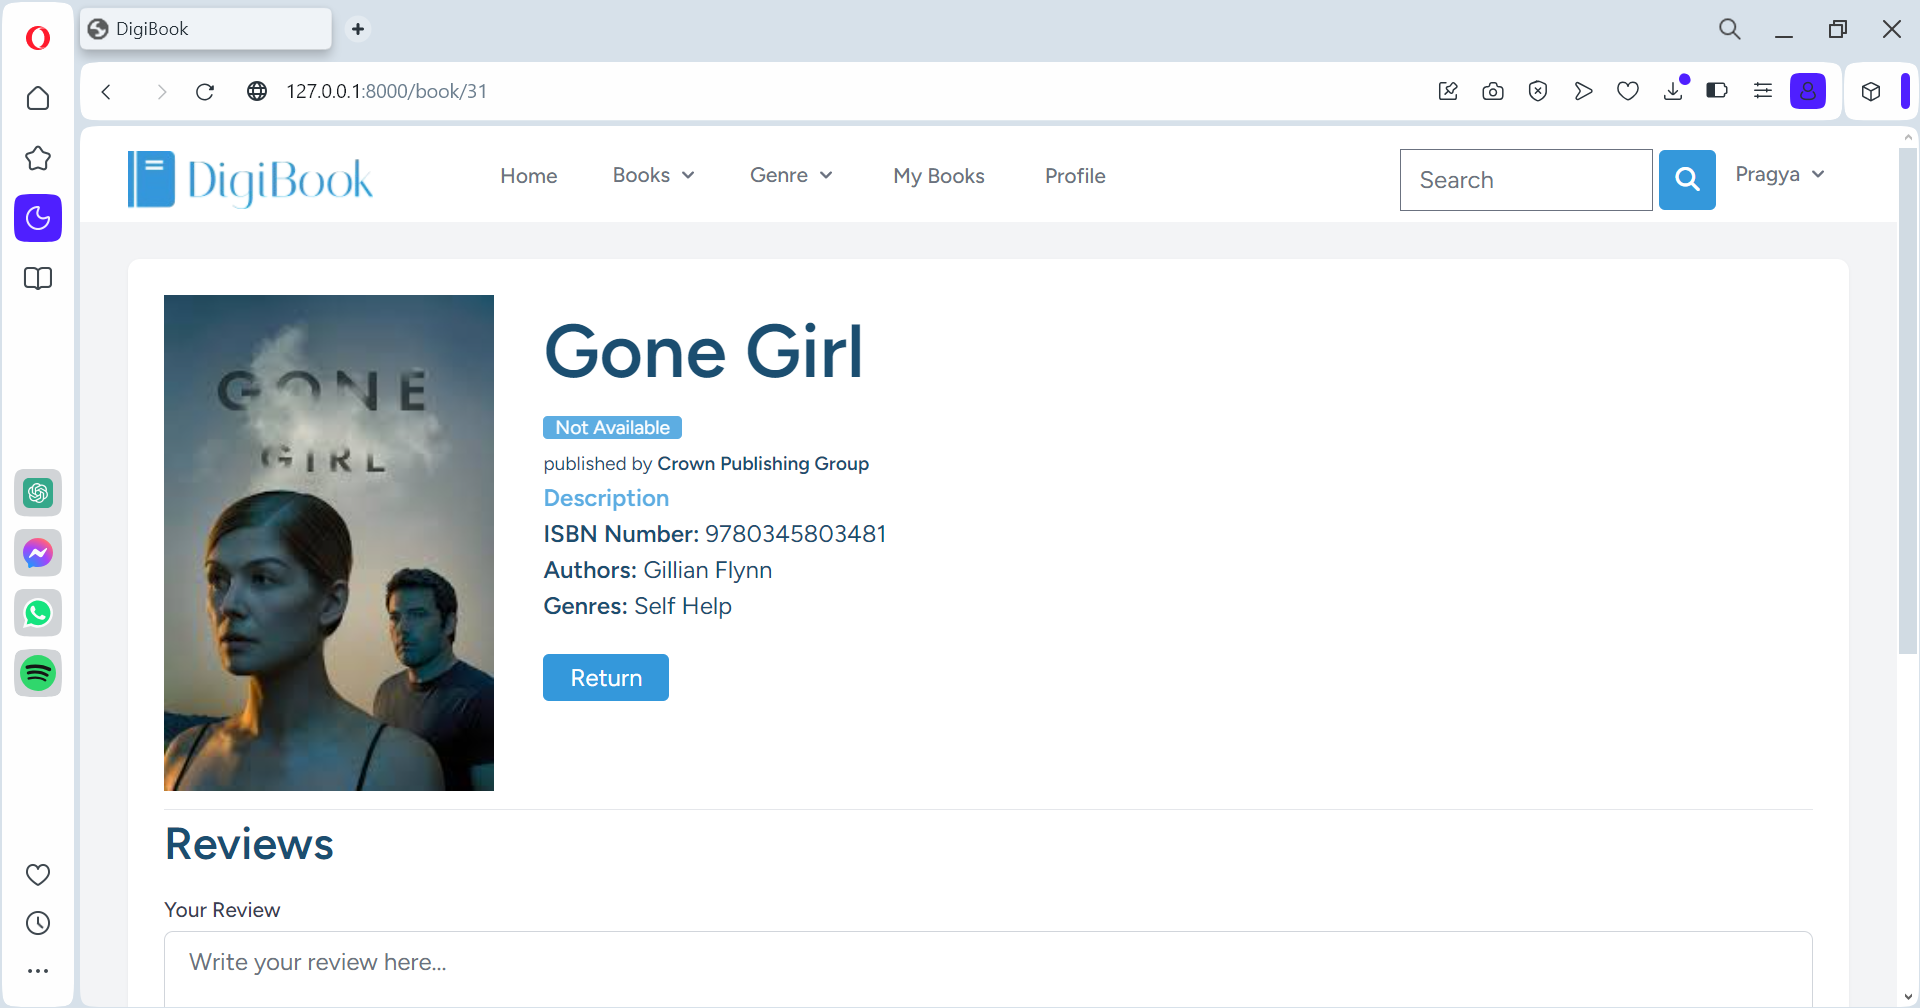 DigiBook
127.0.0.1:8000/book/31
DigiBook
Home
Books
Genre
My Books
Profile
Search
Pragya
GONE
GIRL
Gone Girl
Not Available
published by Crown Publishing Group
Description
ISBN Number: 9780345803481
Authors: Gillian Flynn
Genres: Self Help
Return
Reviews
Your Review
Write your review here...